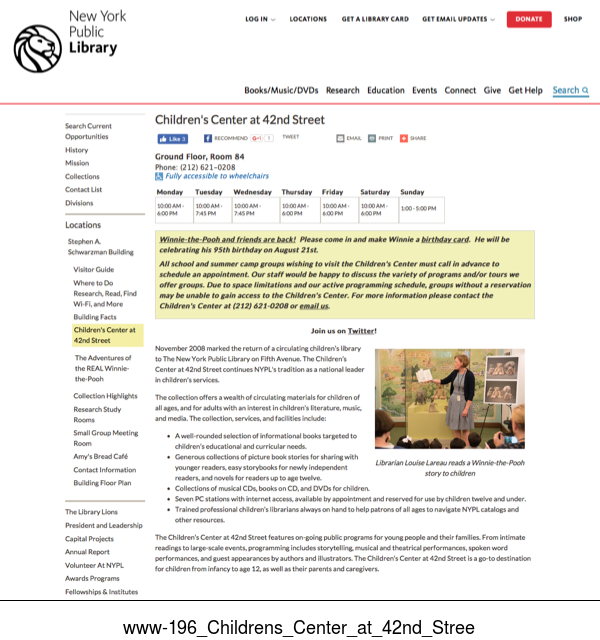 New York
Public
Library
LOG IN
LOCATIONS
GET A LIBRARY CARD
GET EMAIL UPDATES
DONATE
SHOP
Books/Music/DVDs Research Education Events Connect Give Get Help Search
Search Current
Opportunities
History
Mission
Collections
Contact List
Divisions
Locations
Stephen A.
Schwarzman Building
Visitor Guide
Where to Do
Research, Read, Find
Wi-Fi, and More
Building Facts
Children's Center at
42nd Street
The Adventures of
the REAL Winnie-
the-Pooh
Collection Highlights
Research Study
Rooms
Small Group Meeting
Room
Amy's Bread Café
Contact Information
Building Floor Plan
The Library Lions
President and Leadership
Capital Projects
Annual Report
Volunteer At NYPL
Awards Programs
Fellowships & Institutes
Children's Center at 42nd Street
Like 3 RECOMMEND G+1 1 TWEET EMAIL PRINT SHARE
Ground Floor, Room 84
Phone: (212) 621-0208
Fully accessible to wheelchairs
Monday Tuesday Wednesday Thursday Friday Saturday Sunday
10:00 AM - 10:00 AM - 10:00 AM - 10:00 AM - 10:00 AM - 10:00 AM - 1:00 - 5:00 PM
6:00 PM 7:45 PM 7:45 PM 6:00 PM 6:00 PM 6:00 PM
Winnie-the-Pooh and friends are back! Please come in and make Winnie a birthday card. He will be
celebrating his 95th birthday on August 21st.
All school and summer camp groups wishing to visit the Children's Center must call in advance to
schedule an appointment. Our staff would be happy to discuss the variety of programs and/or tours we
offer groups. Due to space limitations and our active programming schedule, groups without a reservation
may be unable to gain access to the Children's Center. For more information please contact the
Children's Center at (212) 621-0208 or email us.
Join us on Twitter!
November 2008 marked the return of a circulating children's library
to The New York Public Library on Fifth Avenue. The Children's
Center at 42nd Street continues NYPL's tradition as a national leader
in children's services.
The collection offers a wealth of circulating materials for children of
all ages, and for adults with an interest in children's literature, music,
and media. The collection, services, and facilities include:
• A well-rounded selection of informational books targeted to
children's educational and curricular needs.
• Generous collections of picture book stories for sharing with
younger readers, easy storybooks for newly independent
readers, and novels for readers up to age twelve.
• Collections of musical CDs, books on CD, and DVDs for children.
• Seven PC stations with internet access, available by appointment and reserved for use by children twelve and under.
• Trained professional children's librarians always on hand to help patrons of all ages to navigate NYPL catalogs and
other resources.
Librarian Louise Lareau reads a Winnie-the-Pooh
story to children
The Children's Center at 42nd Street features on-going public programs for young people and their families. From intimate
readings to large-scale events, programming includes storytelling, musical and theatrical performances, spoken word
performances, and guest appearances by authors and illustrators. The Children's Center at 42nd Street is a go-to destination
for children from infancy to age 12, as well as their parents and caregivers.
www-196_Childrens_Center_at_42nd_Stree